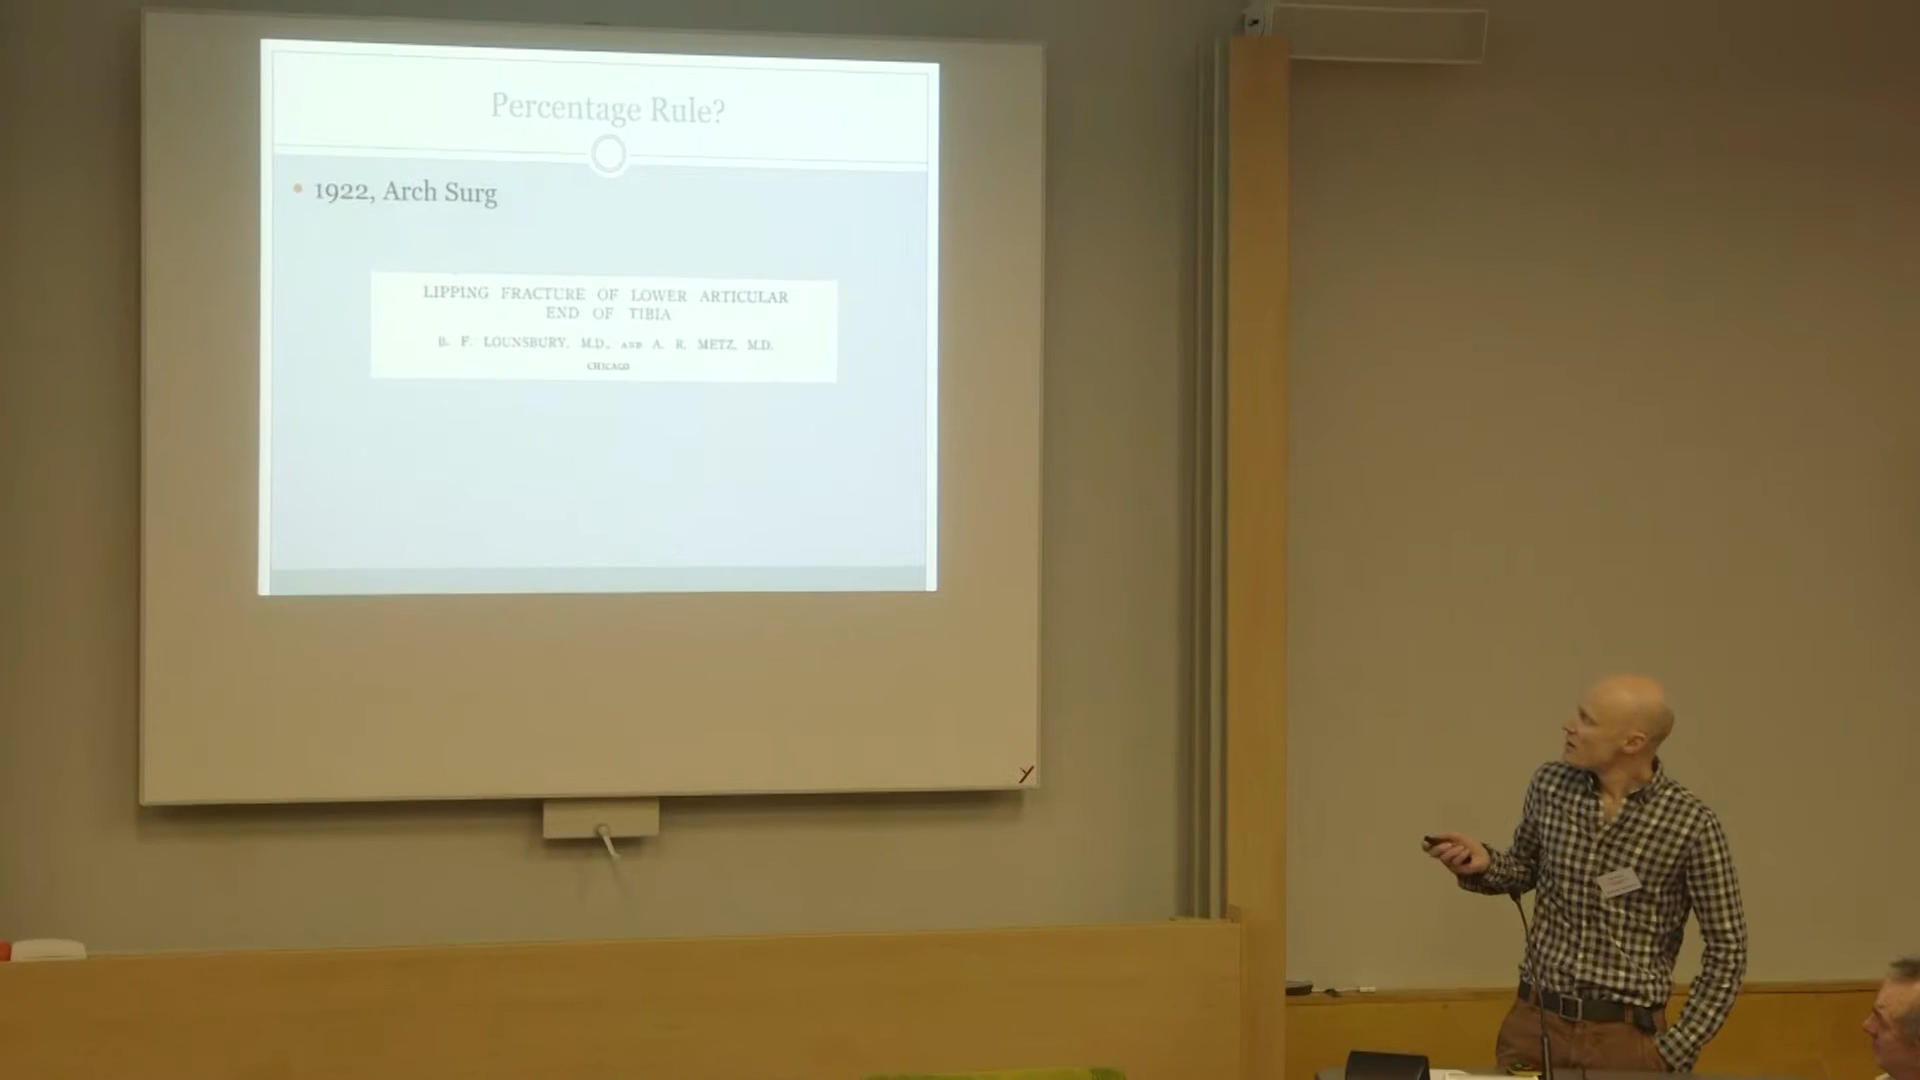 Percentage Rule?
• 1922, Arch Surg
LIPPING FRACTURE OF LOWER ARTICULAR
END OF TIBIA
B. F. LOUNSBURY, M.D., AND A. R. METZ, M.D.
CHICAGO